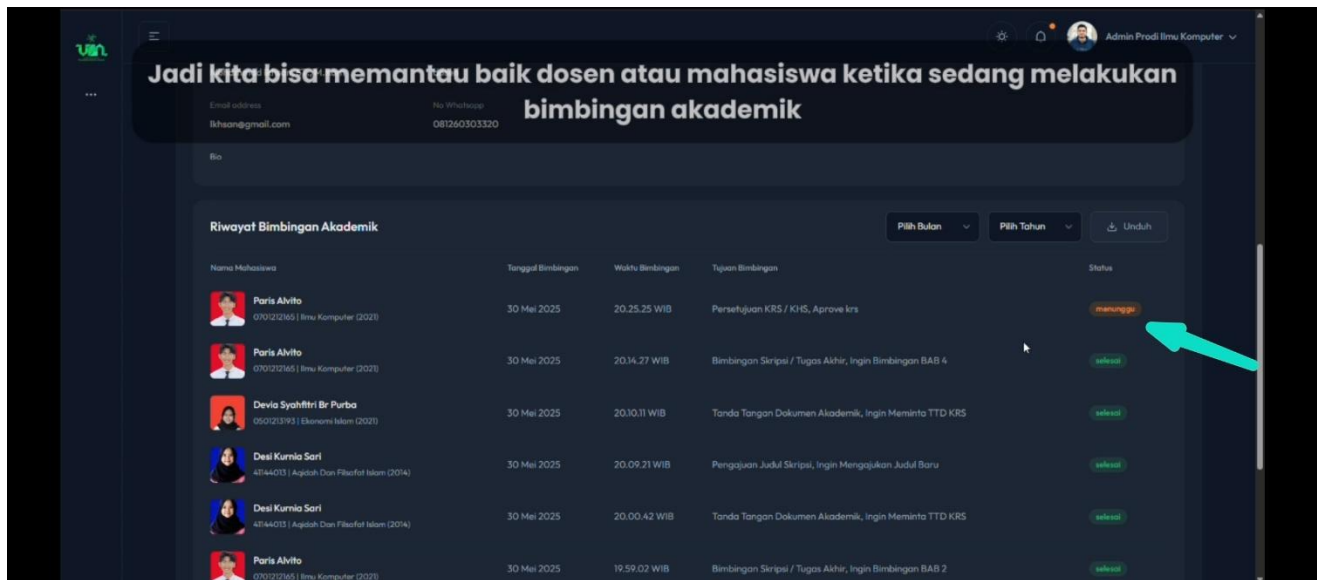 UIN
Admin Prodi Ilmu Komputer
Jadi kita bisa memantau baik dosen atau mahasiswa ketika sedang melakukan
bimbingan akademik
Email address
No Whatsapp
Ikhsan@gmail.com
081260303320
Bio
Riwayat Bimbingan Akademik
Pilih Bulan
Pilih Tahun
Unduh
Nama Mahasiswa
Tanggal Bimbingan
Waktu Bimbingan
Tujuan Bimbingan
Status
Paris Alvito
0701212165 | Ilmu Komputer (2021)
30 Mei 2025
20.25.25 WIB
Persetujuan KRS / KHS, Aprove krs
menunggu
Paris Alvito
0701212165 | Ilmu Komputer (2021)
30 Mei 2025
20.14.27 WIB
Bimbingan Skripsi / Tugas Akhir, Ingin Bimbingan BAB 4
selesai
Devia Syahfitri Br Purba
0501213193 | Ekonomi Islam (2021)
30 Mei 2025
20.10.11 WIB
Tanda Tangan Dokumen Akademik, Ingin Meminta TTD KRS
selesai
Desi Kurnia Sari
41144013 | Aqidah Dan Filsafat Islam (2014)
30 Mei 2025
20.09.21 WIB
Pengajuan Judul Skripsi, Ingin Mengajukan Judul Baru
selesai
Desi Kurnia Sari
41144013 | Aqidah Dan Filsafat Islam (2014)
30 Mei 2025
20.00.42 WIB
Tanda Tangan Dokumen Akademik, Ingin Meminta TTD KRS
selesai
Paris Alvito
0701212165 | Ilmu Komputer (2021)
30 Mei 2025
19.59.02 WIB
Bimbingan Skripsi / Tugas Akhir, Ingin Bimbingan BAB 2
selesai